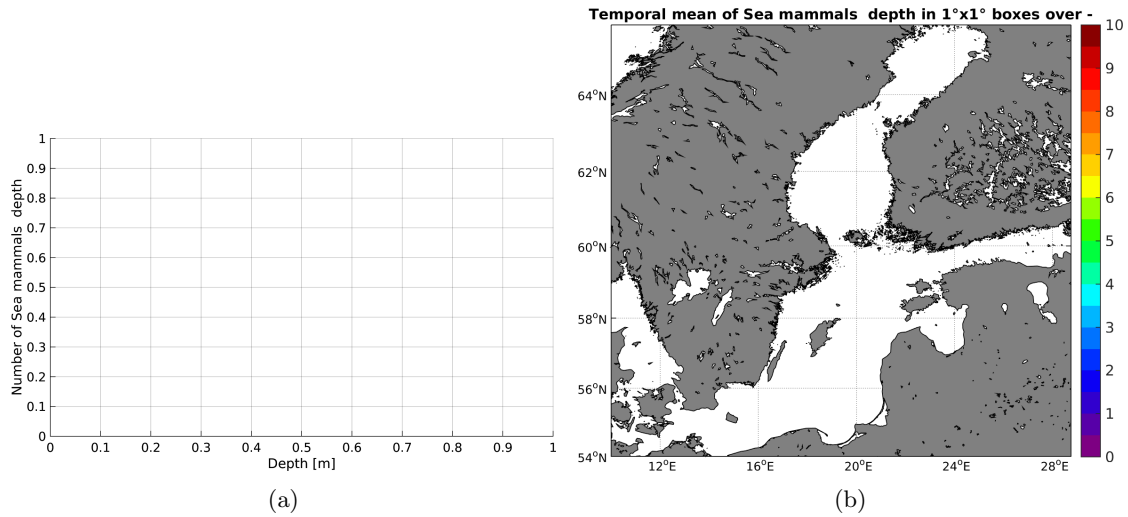 Temporal mean of Sea mammals  depth in 1°x1° boxes over -
1
0.9
0.8
0.7
0.6
0.5
0.4
0.3
0.2
0.1
0
Number of Sea mammals  depth
0 0.1 0.2 0.3 0.4 0.5 0.6 0.7 0.8 0.9 1
Depth [m]
(a)
64°N
62°N
60°N
58°N
56°N
54°N
12°E 16°E 20°E 24°E 28°E
10
9
8
7
6
5
4
3
2
1
0
(b)